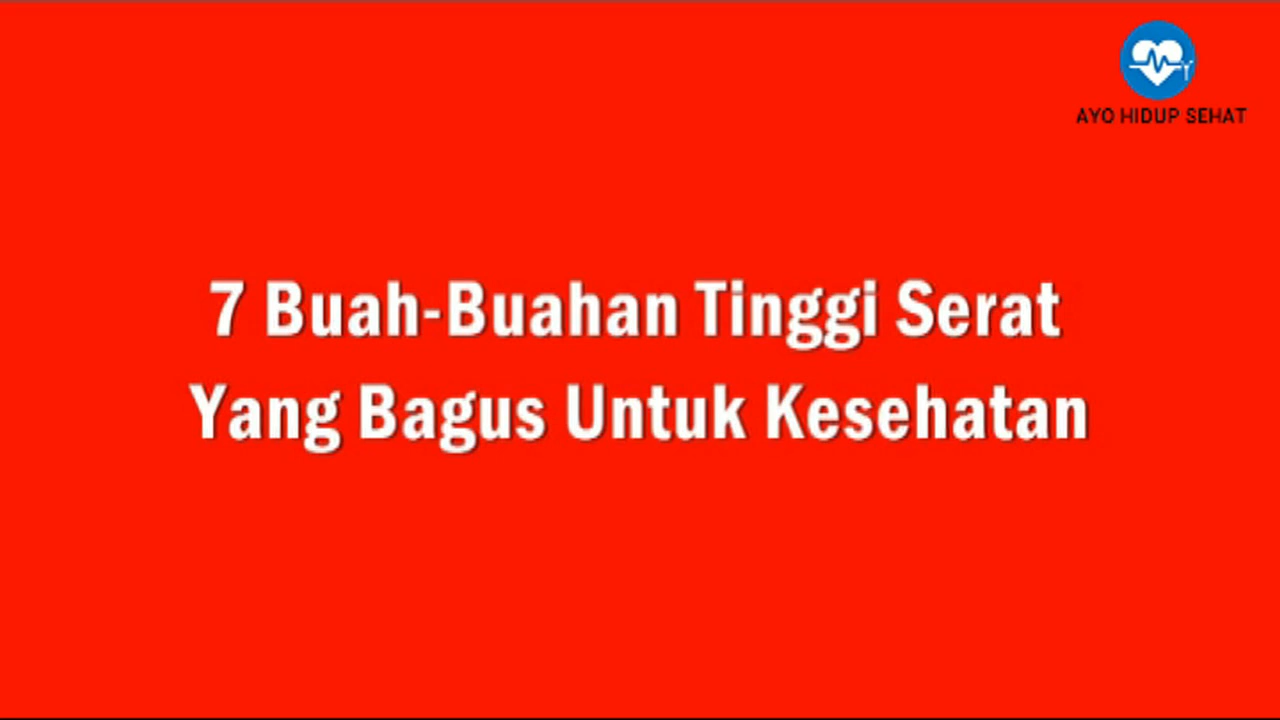 AYO HIDUP SEHAT
7 Buah-Buahan Tinggi Serat
Yang Bagus Untuk Kesehatan